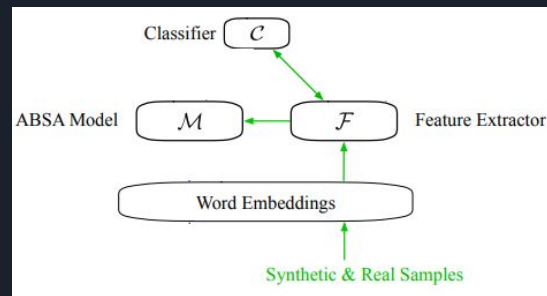 Classifier C
ABSA Model M F Feature Extractor
Word Embeddings
Synthetic & Real Samples